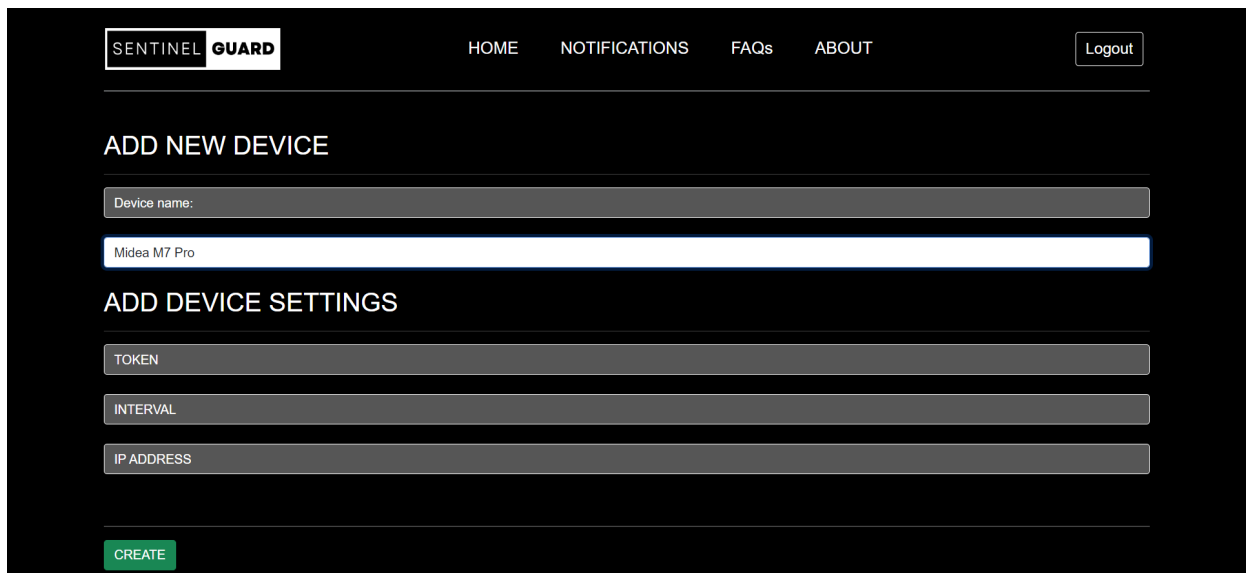 SENTINEL GUARD HOME NOTIFICATIONS FAQs ABOUT Logout
ADD NEW DEVICE
Device name:
Midea M7 Pro
ADD DEVICE SETTINGS
TOKEN
INTERVAL
IP ADDRESS
CREATE